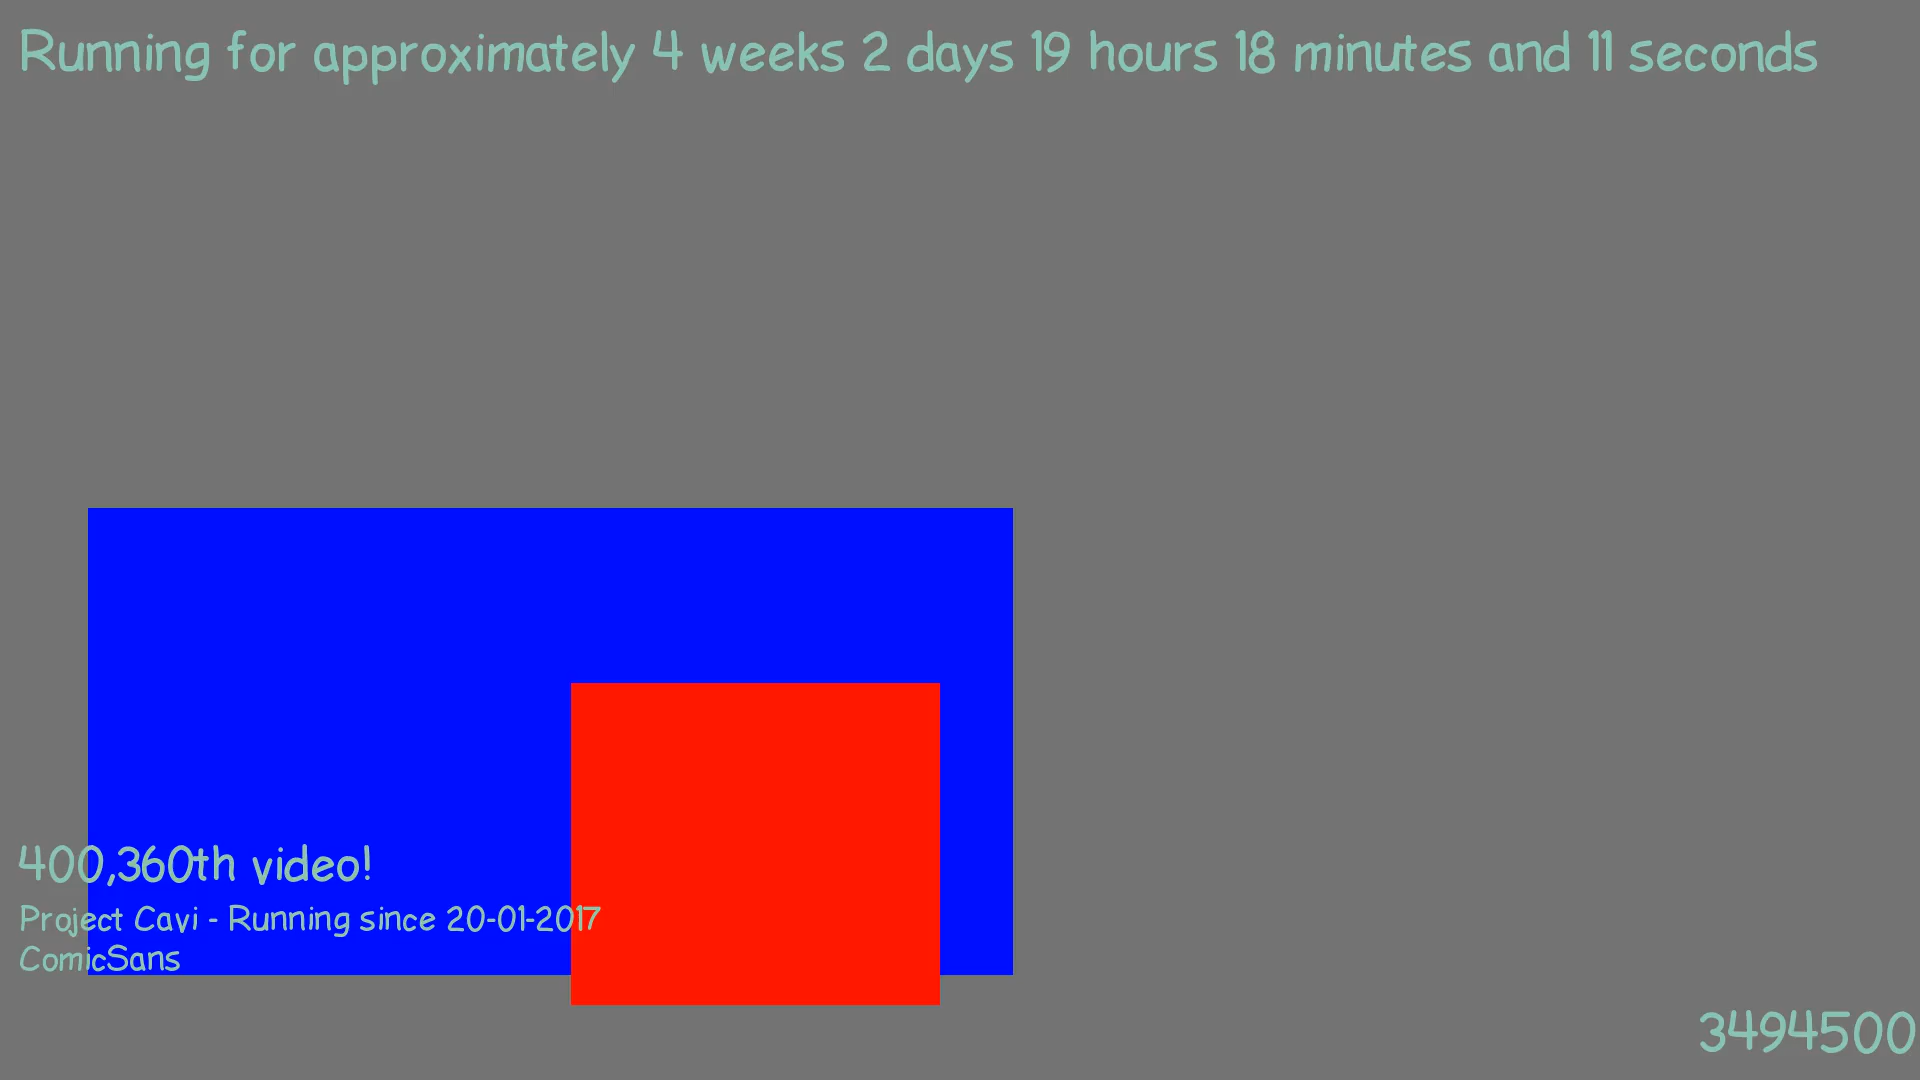 Running for approximately 4 weeks 2 days 19 hours 18 minutes and 11 seconds
400,360th video!
Project Cavi - Running since 20-01-2017
ComicSans
3494500